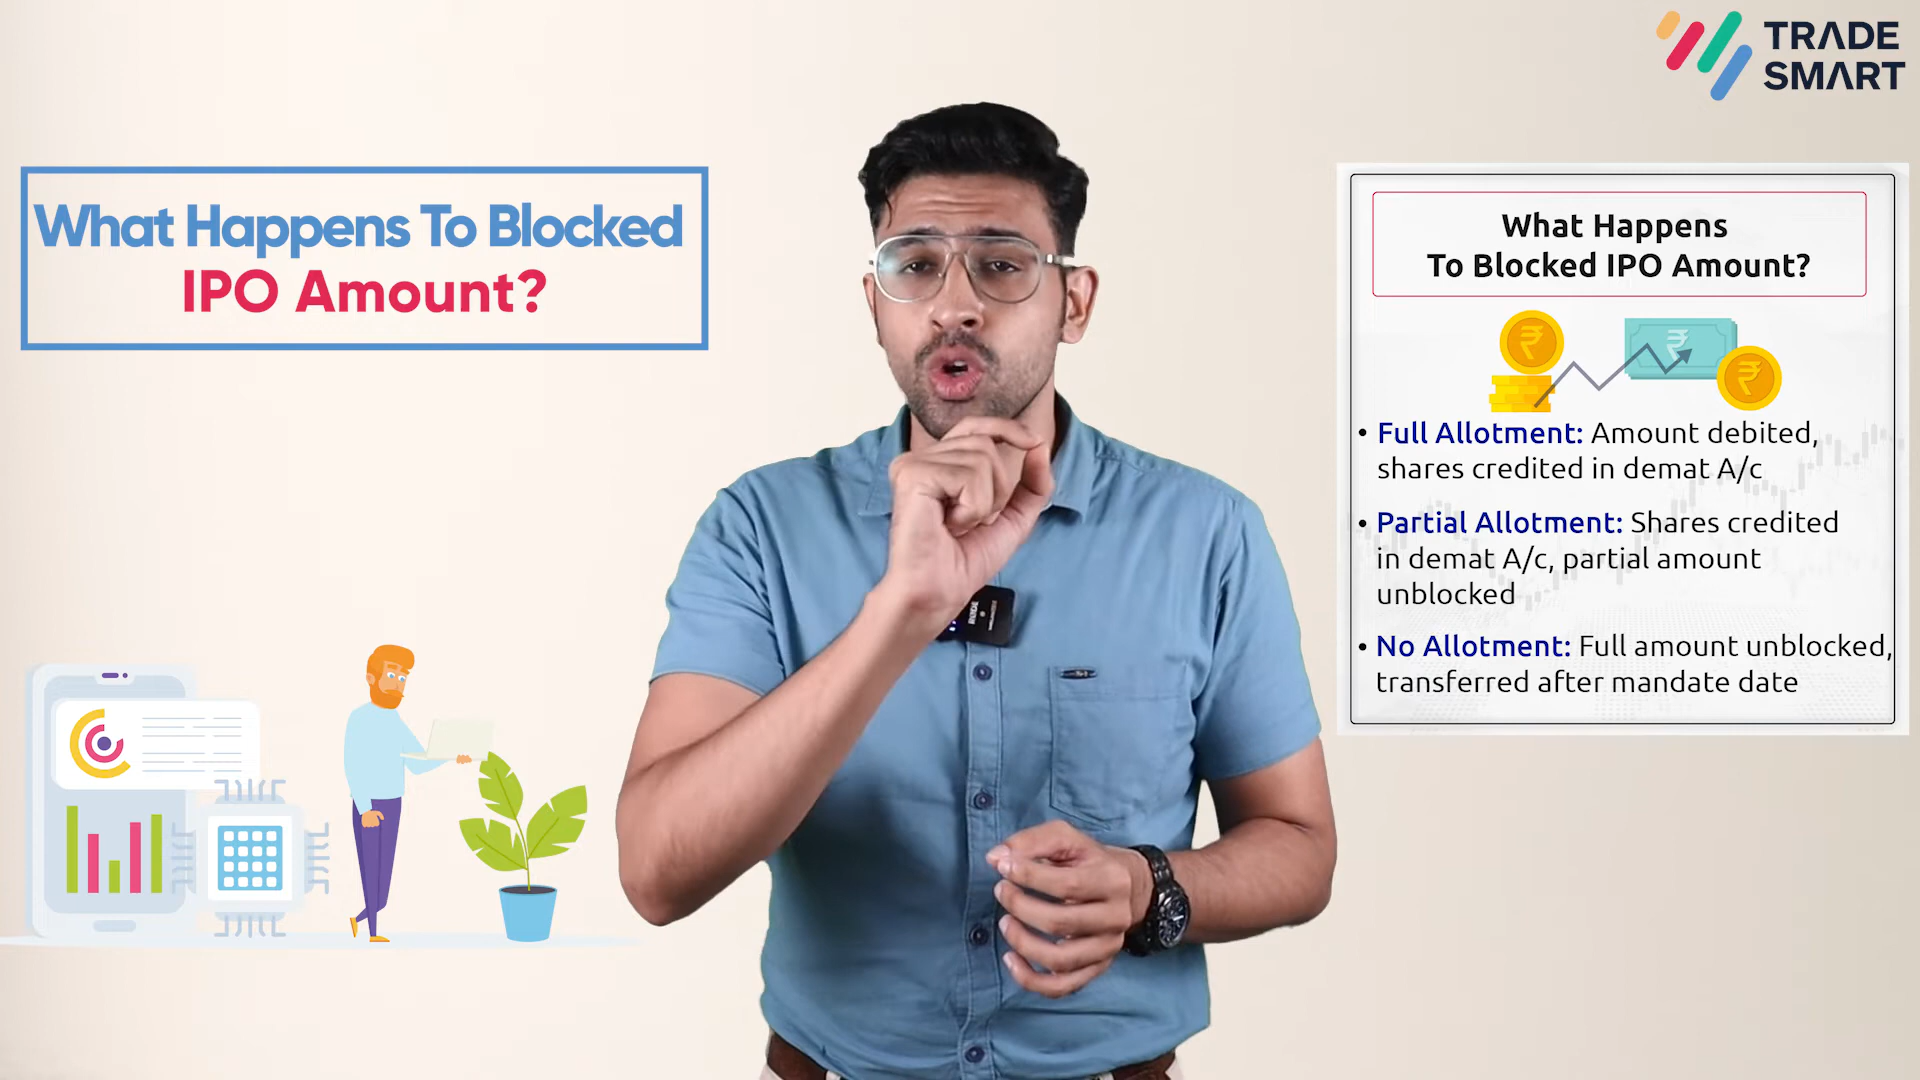 TRADE
SMART
What Happens To Blocked
IPO Amount?
What Happens
To Blocked IPO Amount?
• Full Allotment: Amount debited,
shares credited in demat A/c
• Partial Allotment: Shares credited
in demat A/c, partial amount
unblocked
• No Allotment: Full amount unblocked,
transferred after mandate date